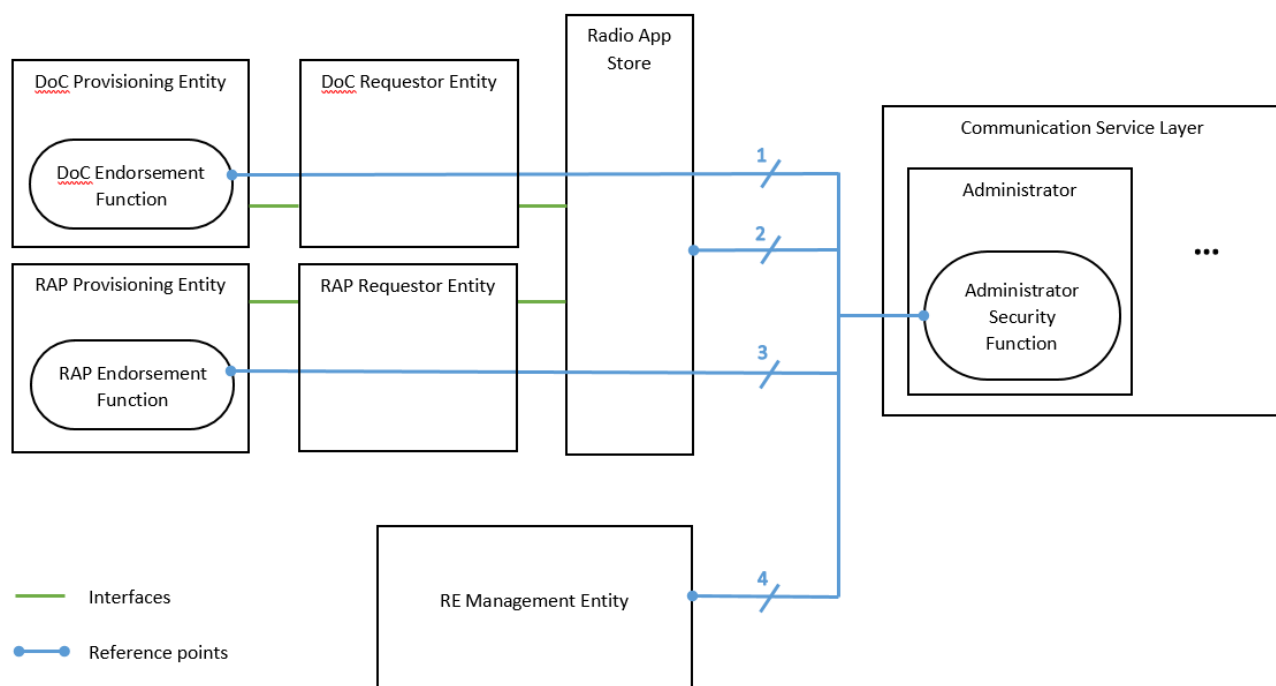 DoC Provisioning Entity
DoC Endorsement
Function
DoC Requestor Entity
Radio App
Store
RAP Provisioning Entity
RAP Endorsement
Function
RAP Requestor Entity
1
2
3
4
Communication Service Layer
Administrator
Administrator
Security
Function
...
RE Management Entity
Interfaces
Reference points